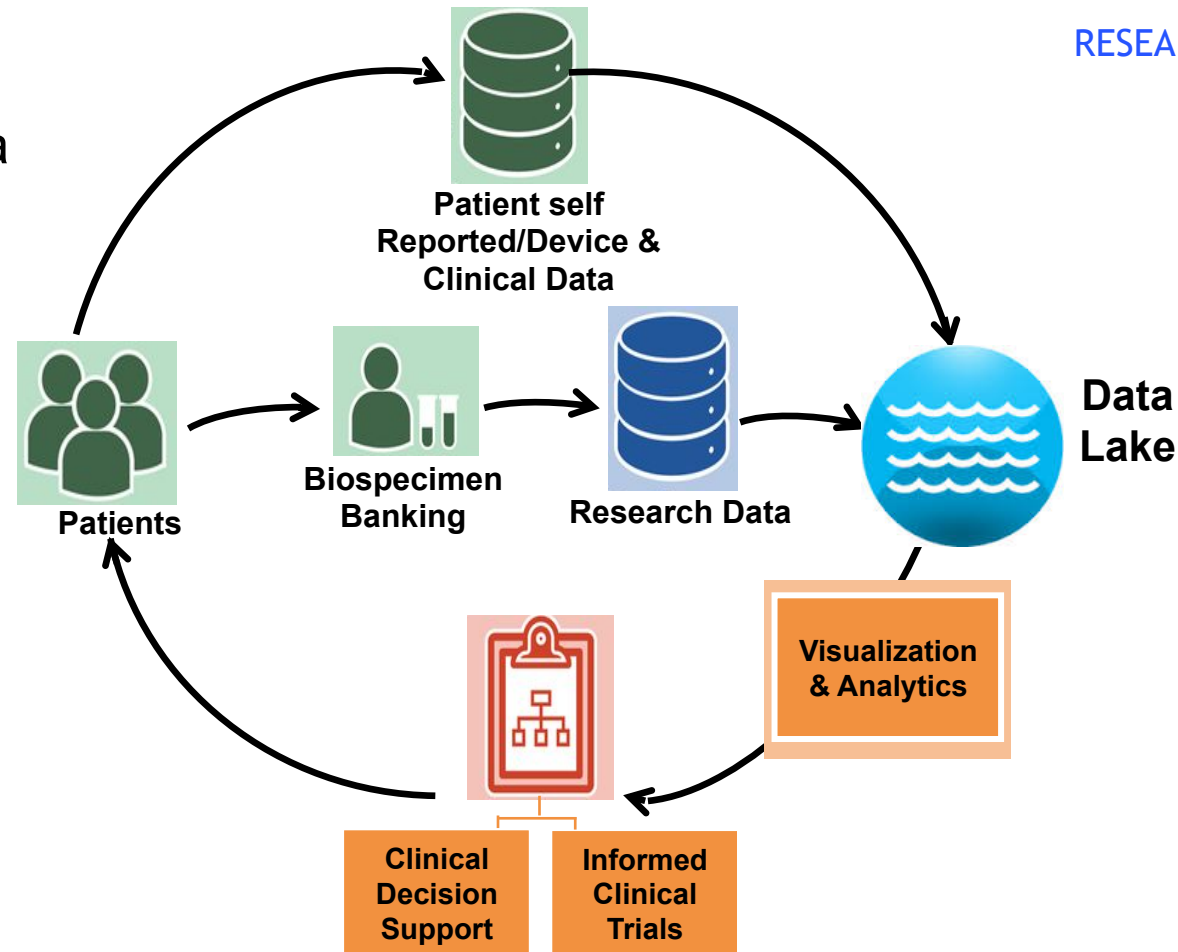 RESEA
a
Patient self
Reported/Device &
Clinical Data
Data
Lake
Patients
Biospecimen
Banking
Research Data
Visualization
& Analytics
Clinical
Decision
Support
Informed
Clinical
Trials